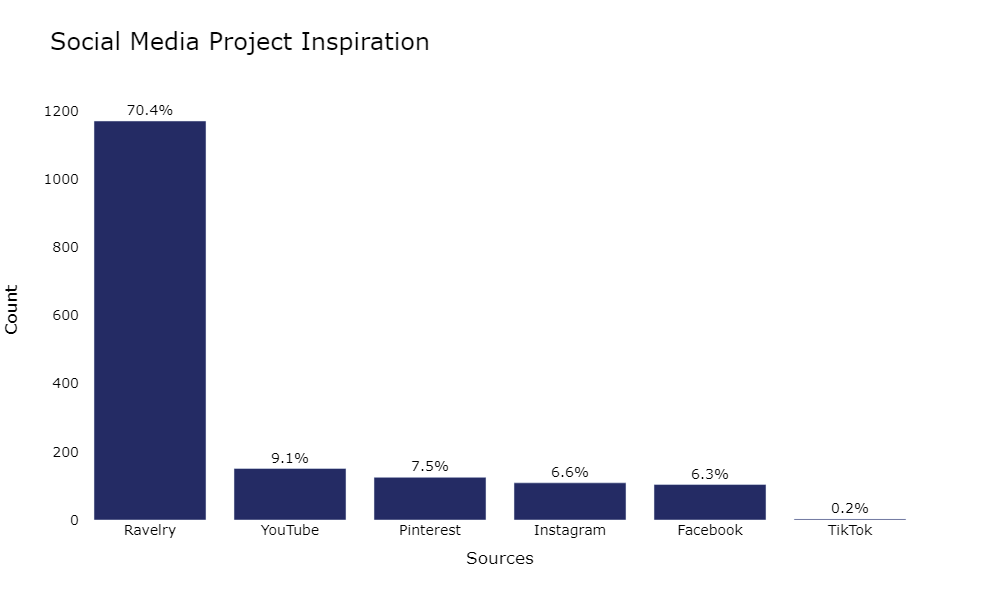 Social Media Project Inspiration
1200
1000
800
600
400
200
0
Count
70.4%
9.1%
7.5%
6.6%
6.3%
0.2%
Ravelry
YouTube
Pinterest
Instagram
Facebook
TikTok
Sources